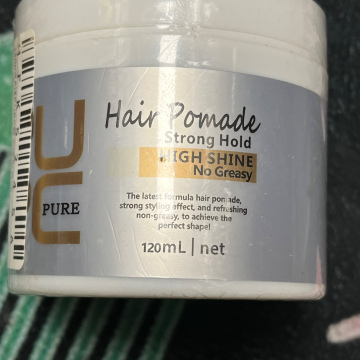 Hair Pomade
Strong Hold
HIGH SHINE
No Greasy
PURE
The latest formula hair pomade,
strong styling effect, and refreshing
non-greasy, to achieve the
perfect shape!
120mL | net